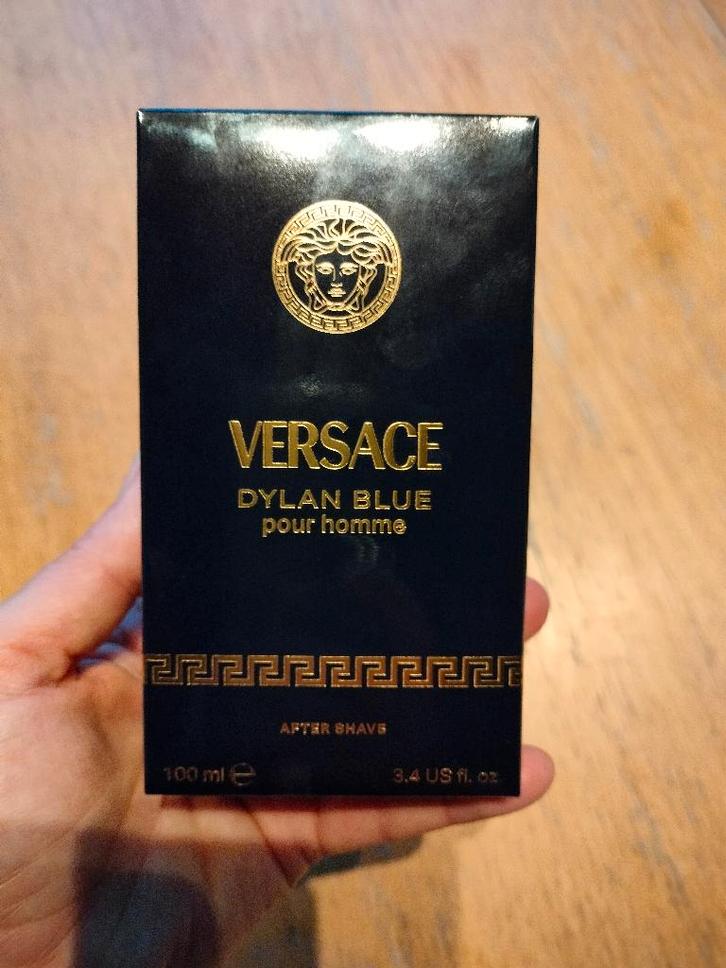 VERSACE
DYLAN BLUE
pour homme
AFTER SHAVE
100 ml ℮ 3.4 US fl. oz